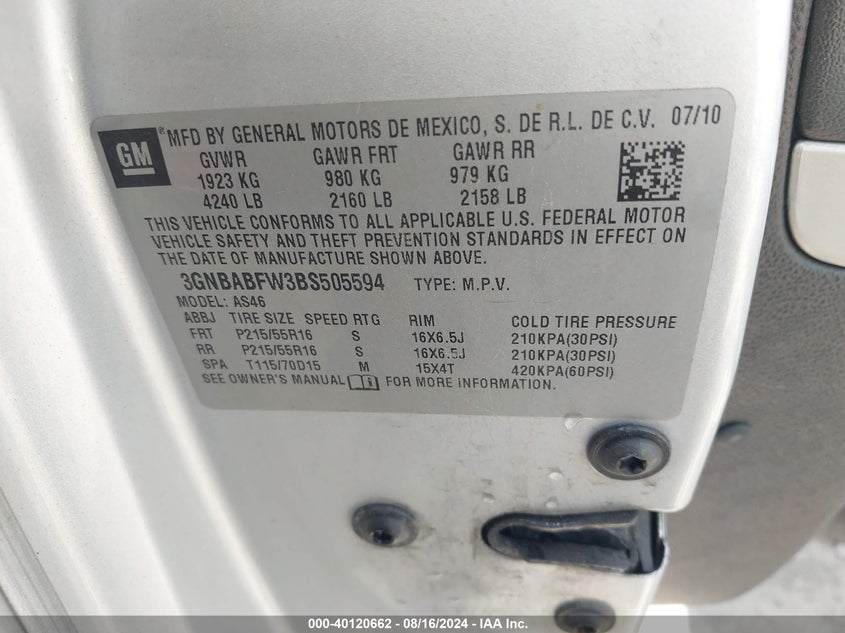 GM ® MFD BY GENERAL MOTORS DE MEXICO, S. DE R.L. DE C.V. 07/10
GVWR GAWR FRT GAWR RR
1923 KG 980 KG 979 KG
4240 LB 2160 LB 2158 LB
THIS VEHICLE CONFORMS TO ALL APPLICABLE U.S. FEDERAL MOTOR
VEHICLE SAFETY AND THEFT PREVENTION STANDARDS IN EFFECT ON
THE DATE OF MANUFACTURE SHOWN ABOVE.
3GNBABFW3BS505594 TYPE: M.P.V.
MODEL: AS46
ABBJ TIRE SIZE SPEED RTG RIM COLD TIRE PRESSURE
FRT P215/55R16 S 16X6.5J 210KPA(30PSI)
RR P215/55R16 S 16X6.5J 210KPA(30PSI)
SPA T115/70D15 M 15X4T 420KPA(60PSI)
SEE OWNER'S MANUAL FOR MORE INFORMATION.
000-40120662 - 08/16/2024 - IAA Inc.